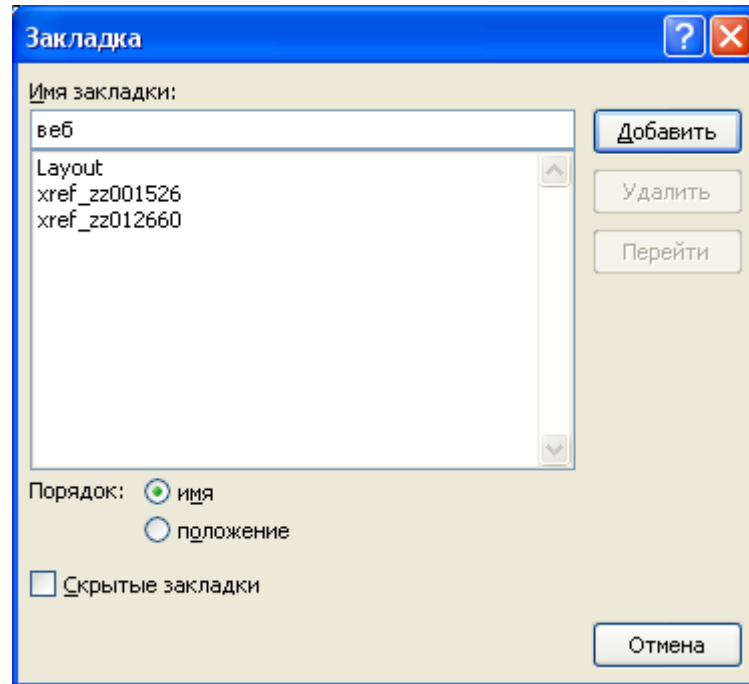 Закладка
Имя закладки:
веб
Добавить
Layout
xref_zz001526
xref_zz012660
Удалить
Перейти
Порядок:
имя
положение
Скрытые закладки
Отмена